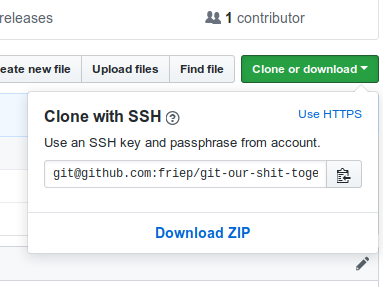 releases
1 contributor
eate new file
Upload files
Find file
Clone or download
Clone with SSH
Use HTTPS
Use an SSH key and passphrase from account.
git@github.com:friep/git-our-shit-toge
Download ZIP